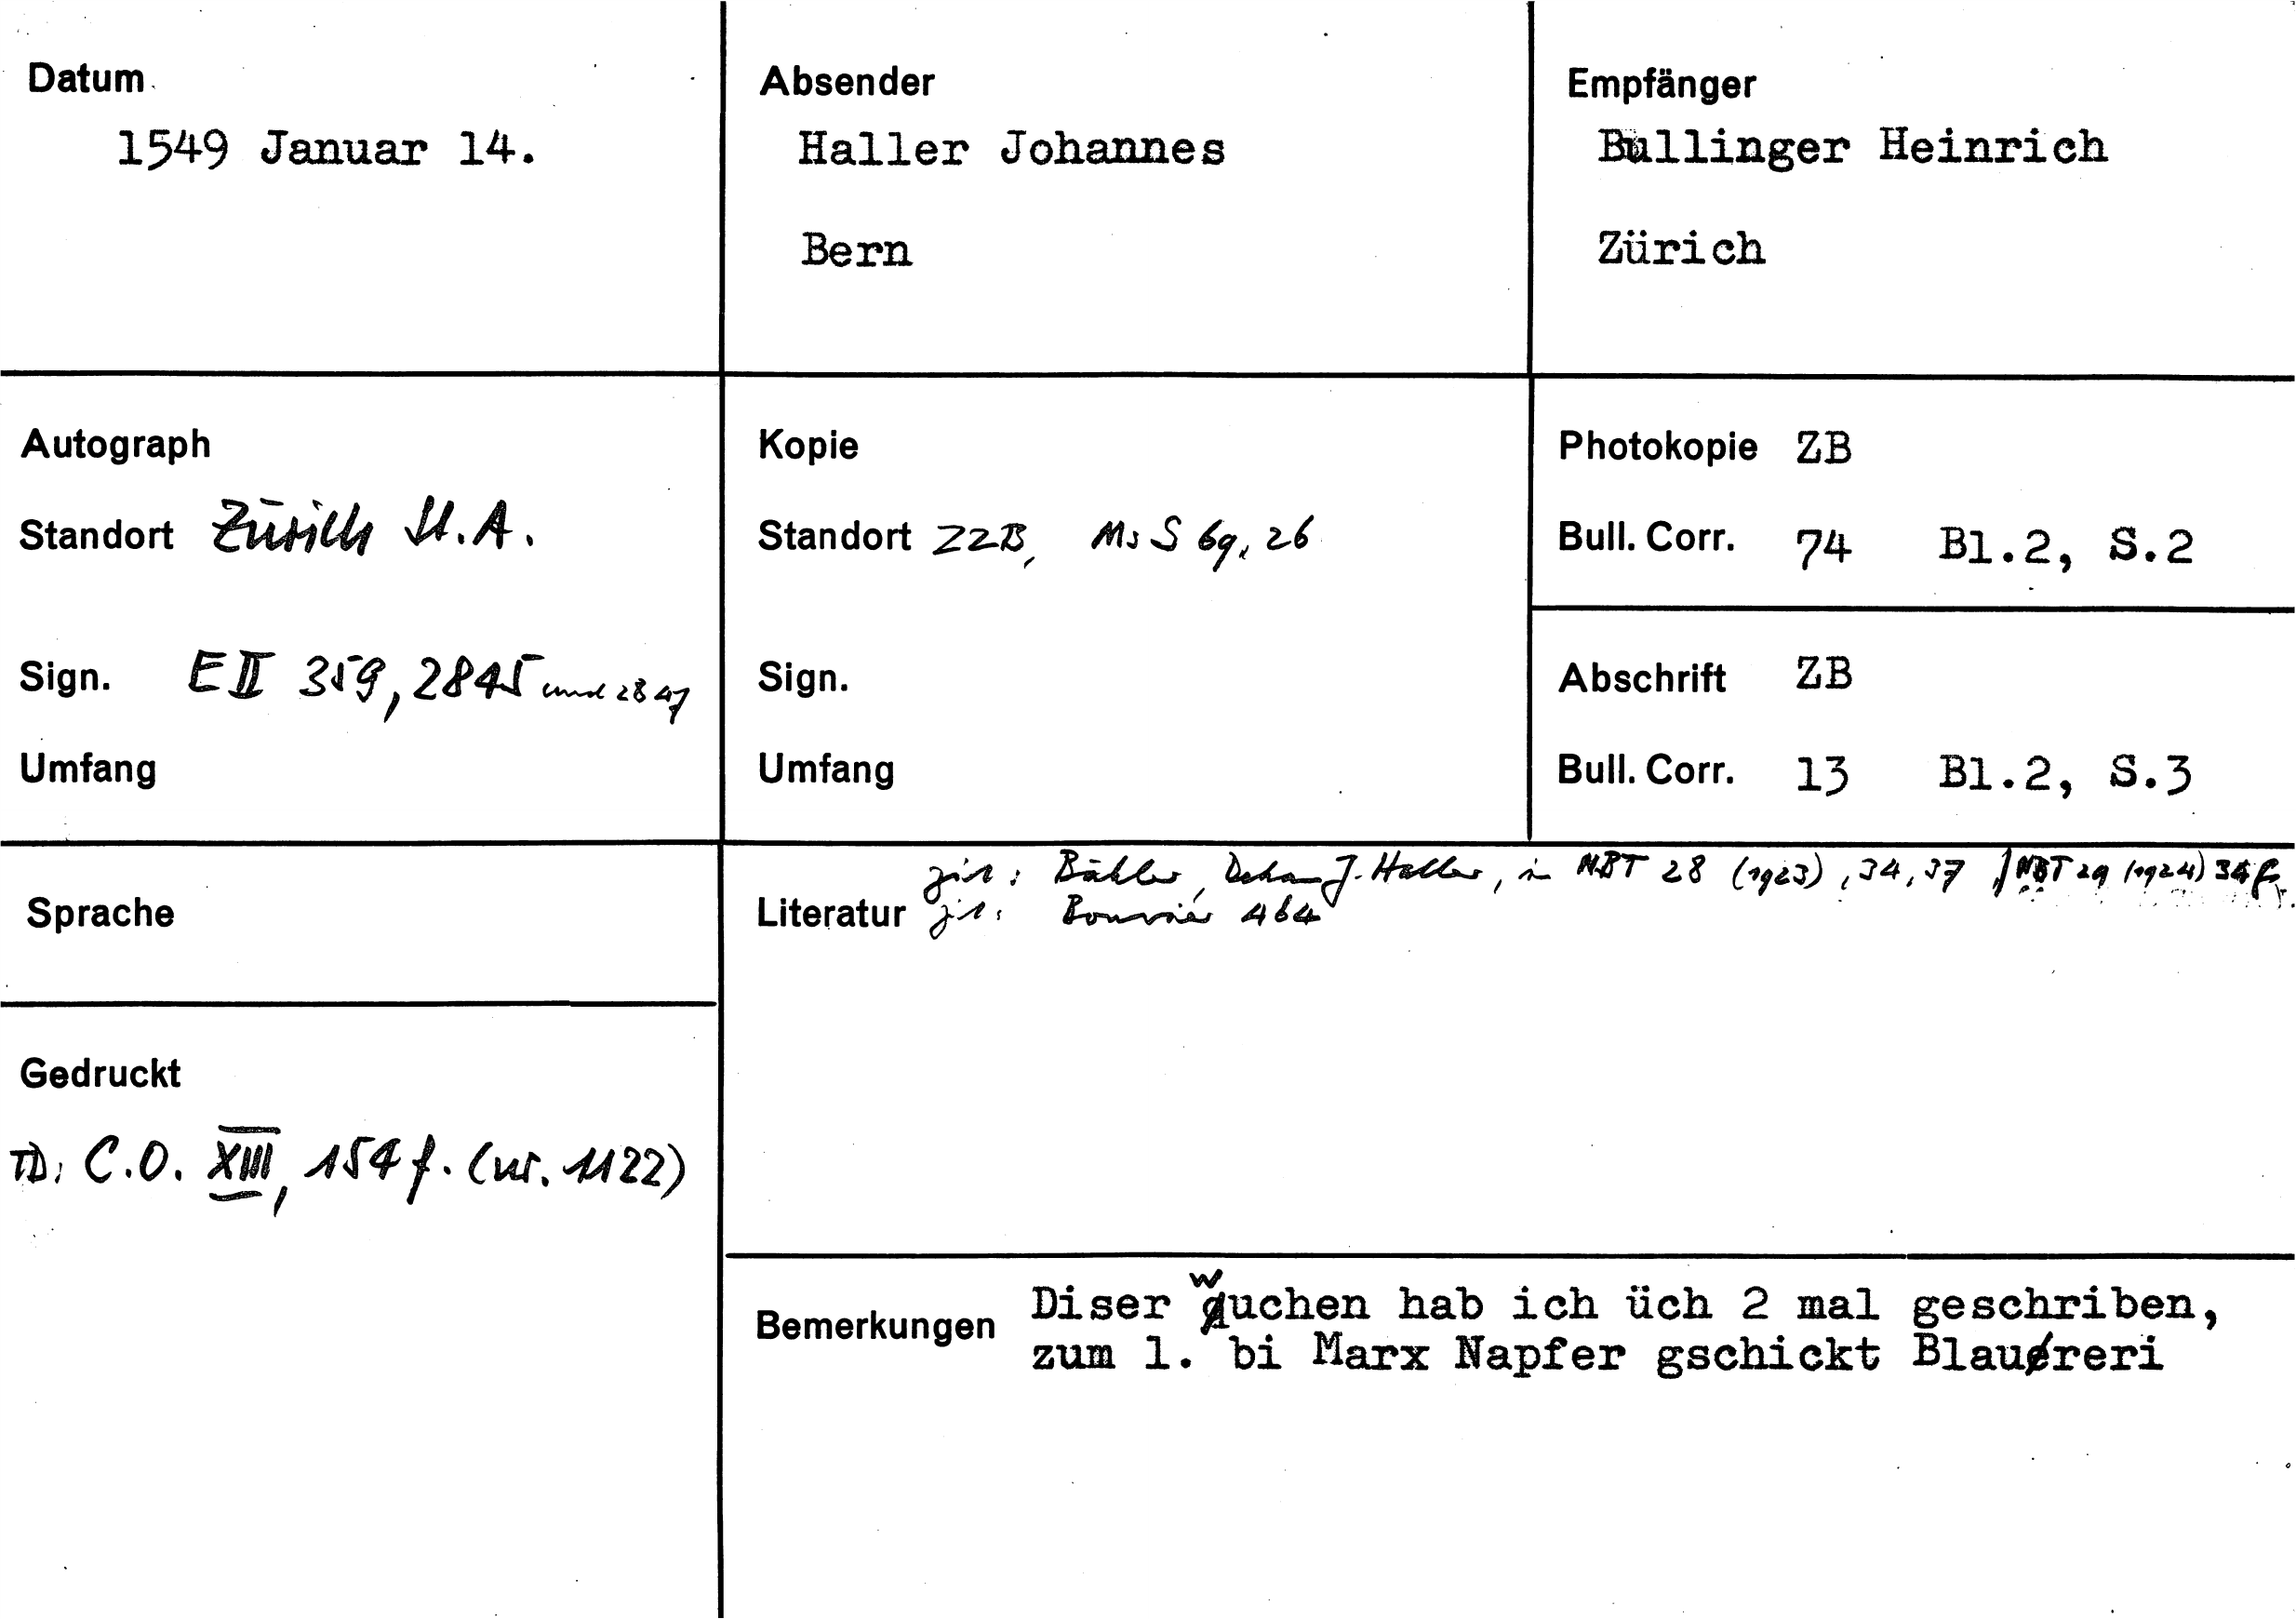 Datum
1549 Januar 14.
Absender
Haller Johannes
Bern
Empfänger
Bullinger Heinrich
Zürich
Autograph
Standort Zürich St.A.
Sign. E II 359, 2845 und 2847
Umfang
Kopie
Standort ZZB, Ms S 69, 26
Sign.
Umfang
Photokopie ZB
Bull. Corr. 74 Bl.2, S.2
Abschrift ZB
Bull. Corr. 13 Bl.2, S.3
Sprache
Gedruckt
TD: C.O. XIII, 154 f. (nr. 1122)
zit: Bähler, Dekan J. Haller, in NBT 28 (1923), 34, 37 / NBT 29 (1924) 34 f.
Literatur zit: Bouvier 464
Bemerkungen Diser wuchen hab ich üch 2 mal geschriben,
zum 1. bi Marx Napfer gschickt Blaureri